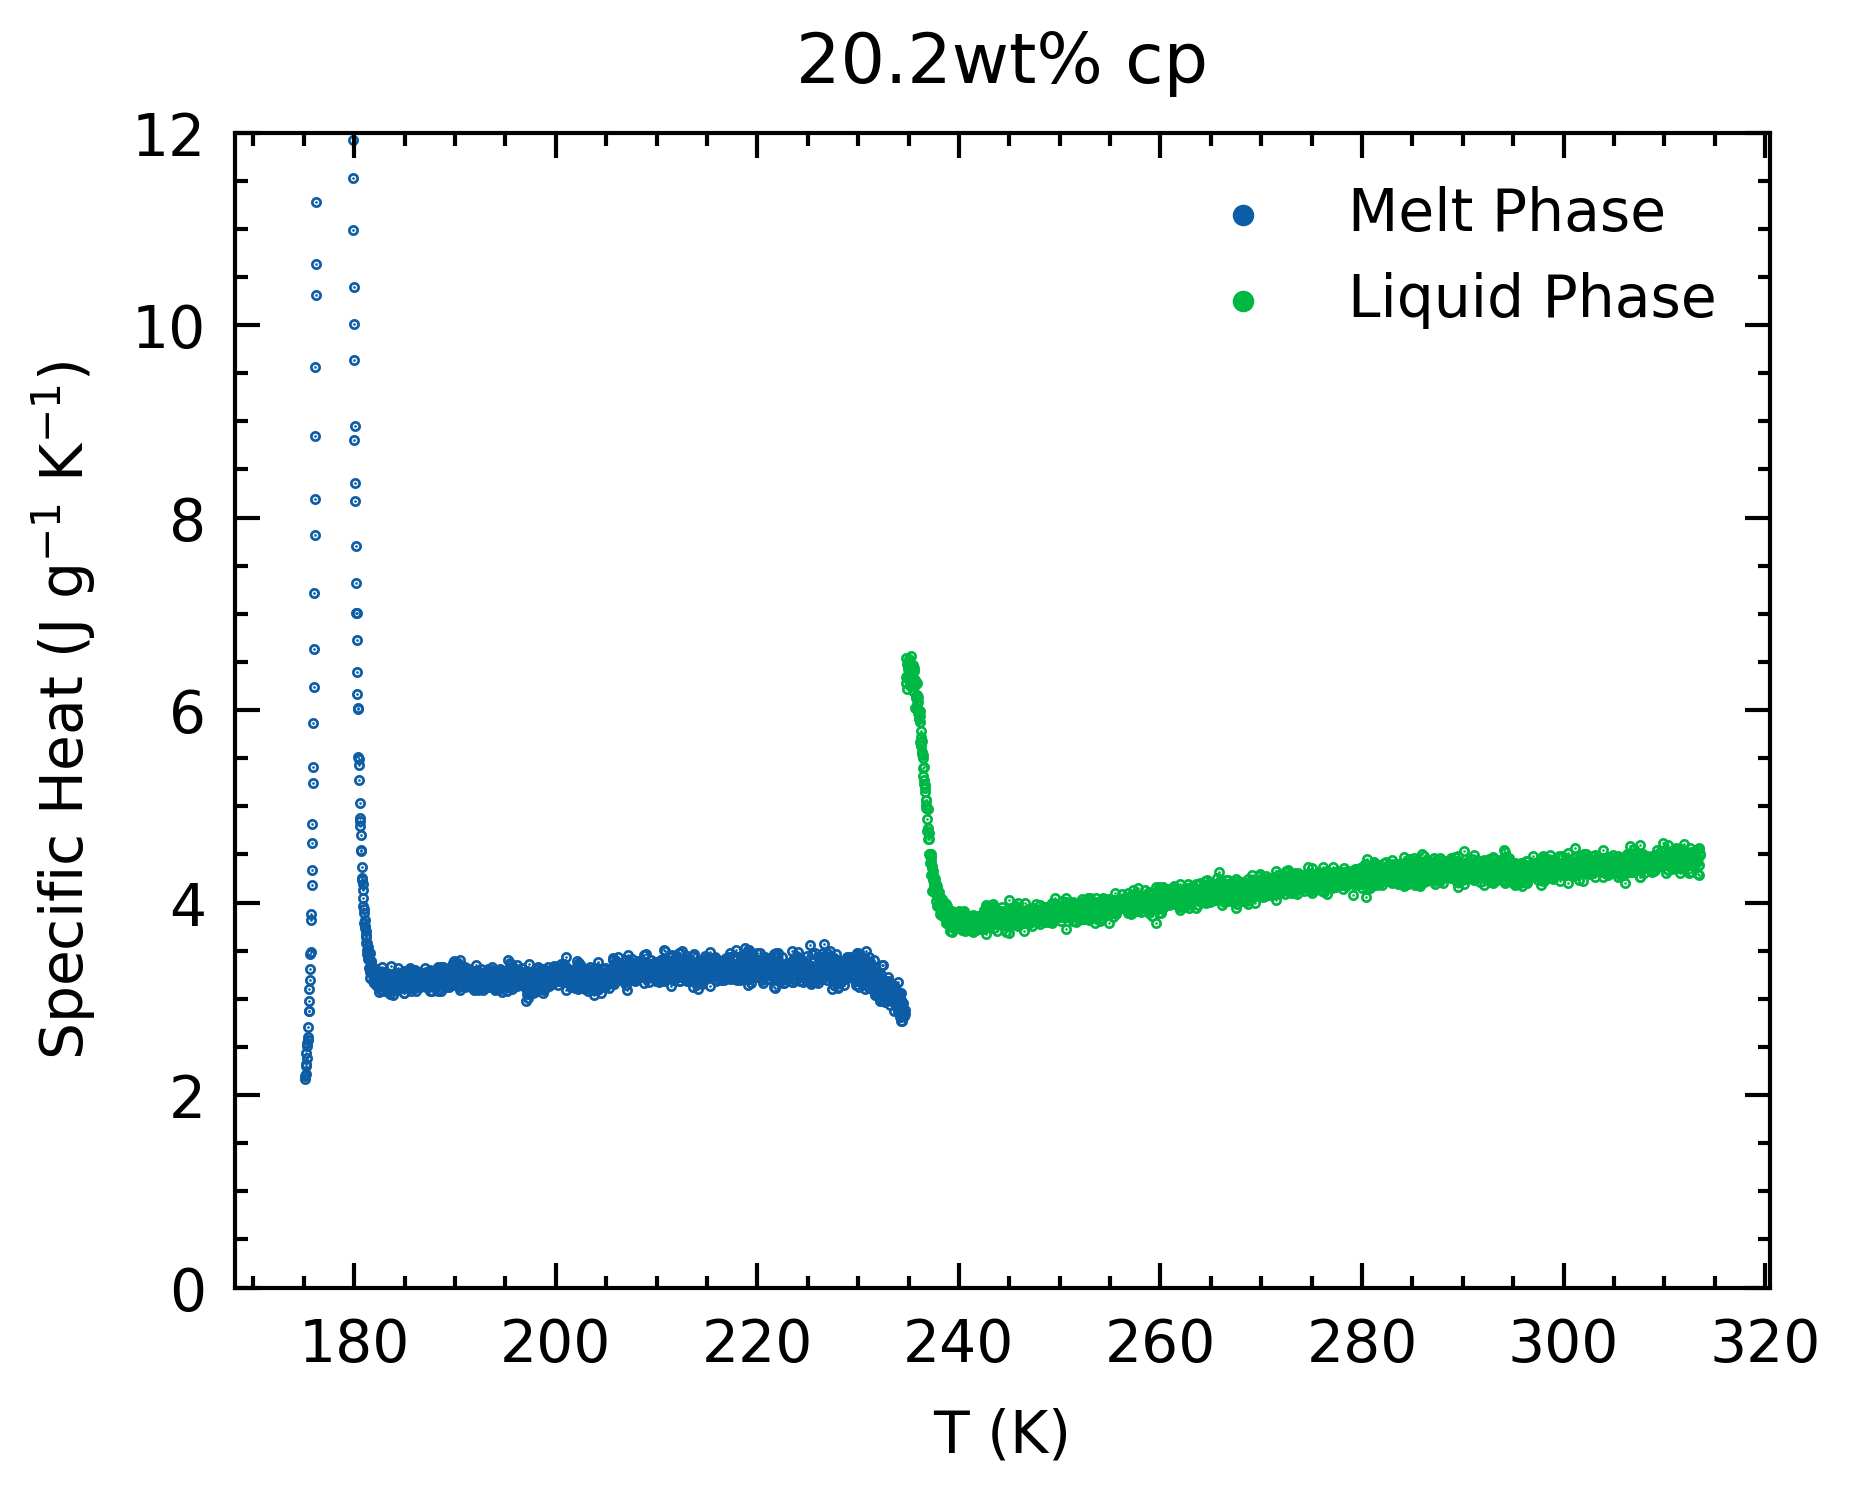 20.2wt% cp
12
10
8
6
4
2
0
Specific Heat (J g⁻¹ K⁻¹)
Melt Phase
Liquid Phase
180 200 220 240 260 280 300 320
T (K)